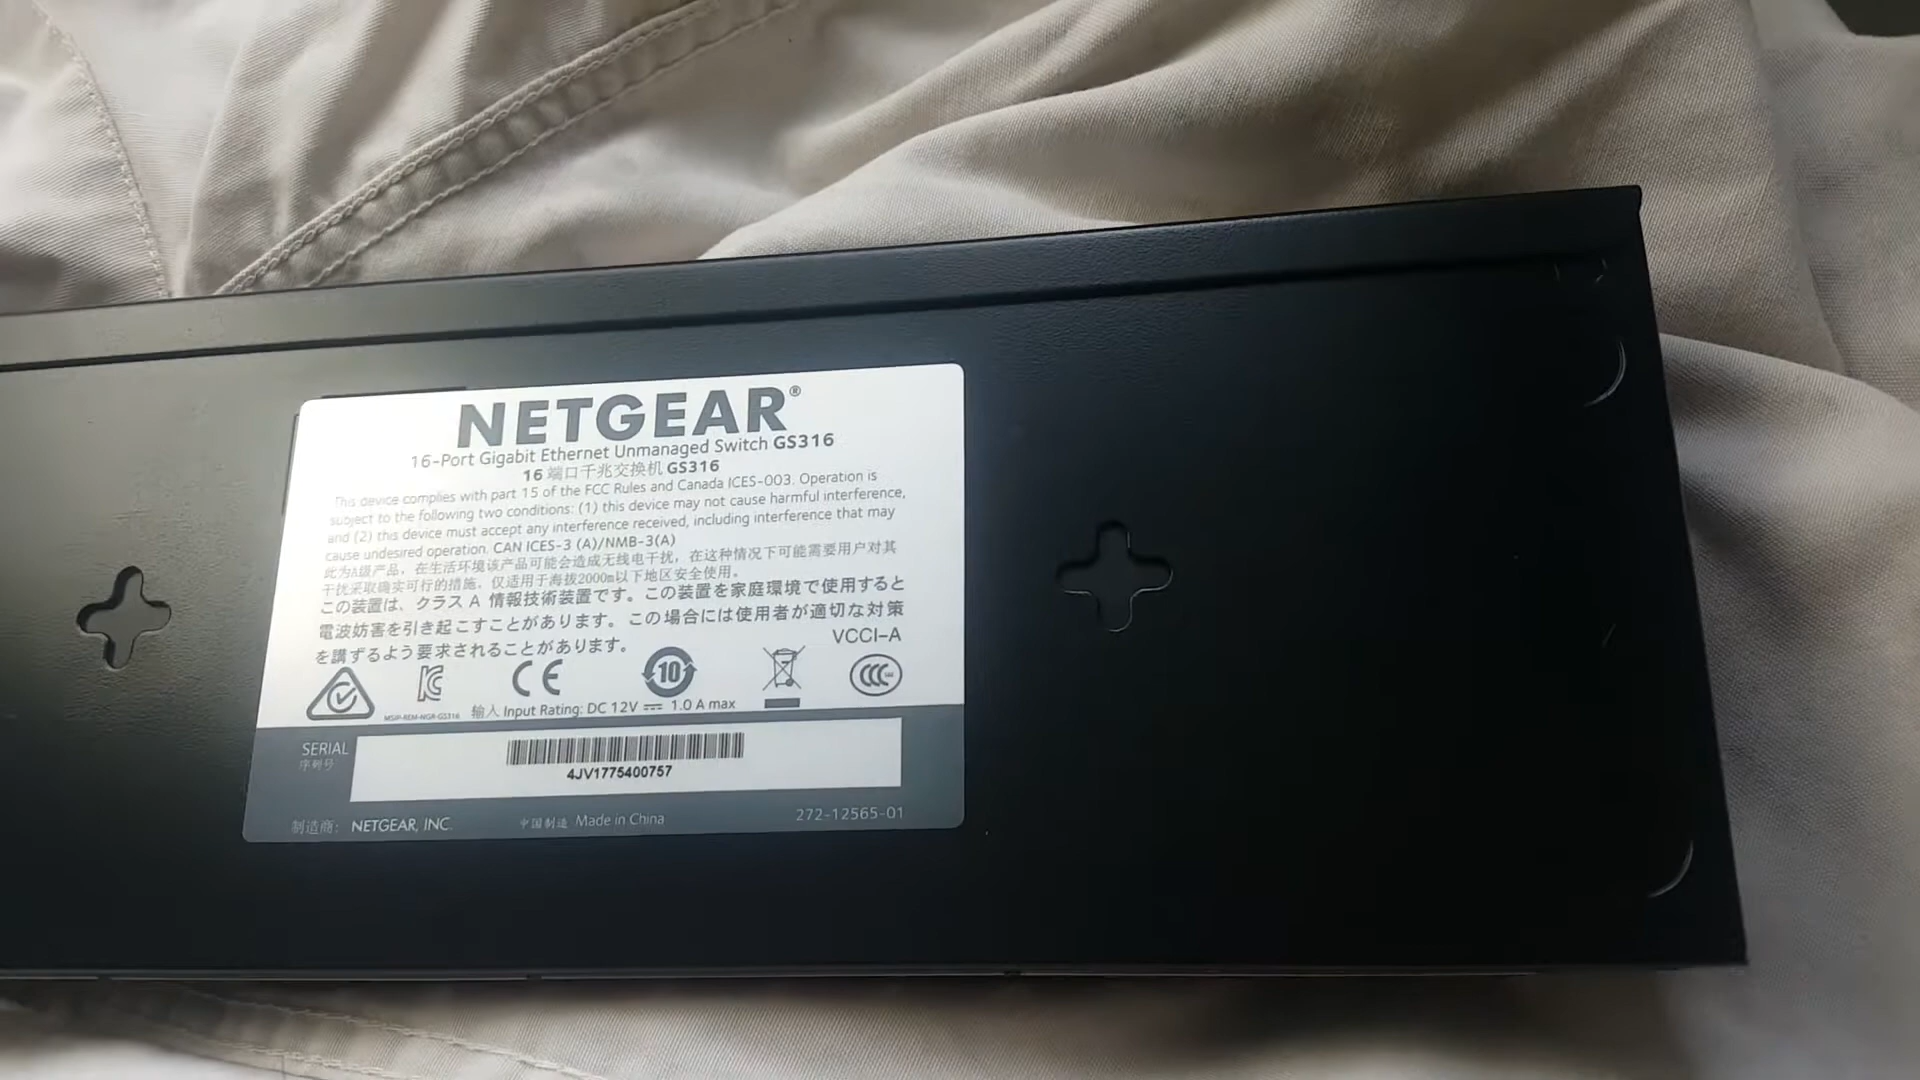 NETGEAR®
16-Port Gigabit Ethernet Unmanaged Switch GS316
16 端口千兆交换机 GS316
This device complies with part 15 of the FCC Rules and Canada ICES-003. Operation is
subject to the following two conditions: (1) this device may not cause harmful interference,
and (2) this device must accept any interference received, including interference that may
cause undesired operation. CAN ICES-3 (A)/NMB-3(A)
此为A级产品，在生活环境该产品可能会造成无线电干扰，在这种情况下可能需要用户对其
干扰采取确实可行的措施。仅适用于海拔2000m以下地区安全使用。
この装置は、クラス A 情報技術装置です。この装置を家庭環境で使用すると
電波妨害を引き起こすことがあります。この場合には使用者が適切な対策
を講ずるよう要求されることがあります。
VCCI-A
CE
10
CCC
MSIP-REM-NGR-GS316
输入 Input Rating: DC 12V ⎓ 1.0 A max
SERIAL
序列号
4JV1775400757
制造商: NETGEAR, INC.
中国制造 Made in China
272-12565-01